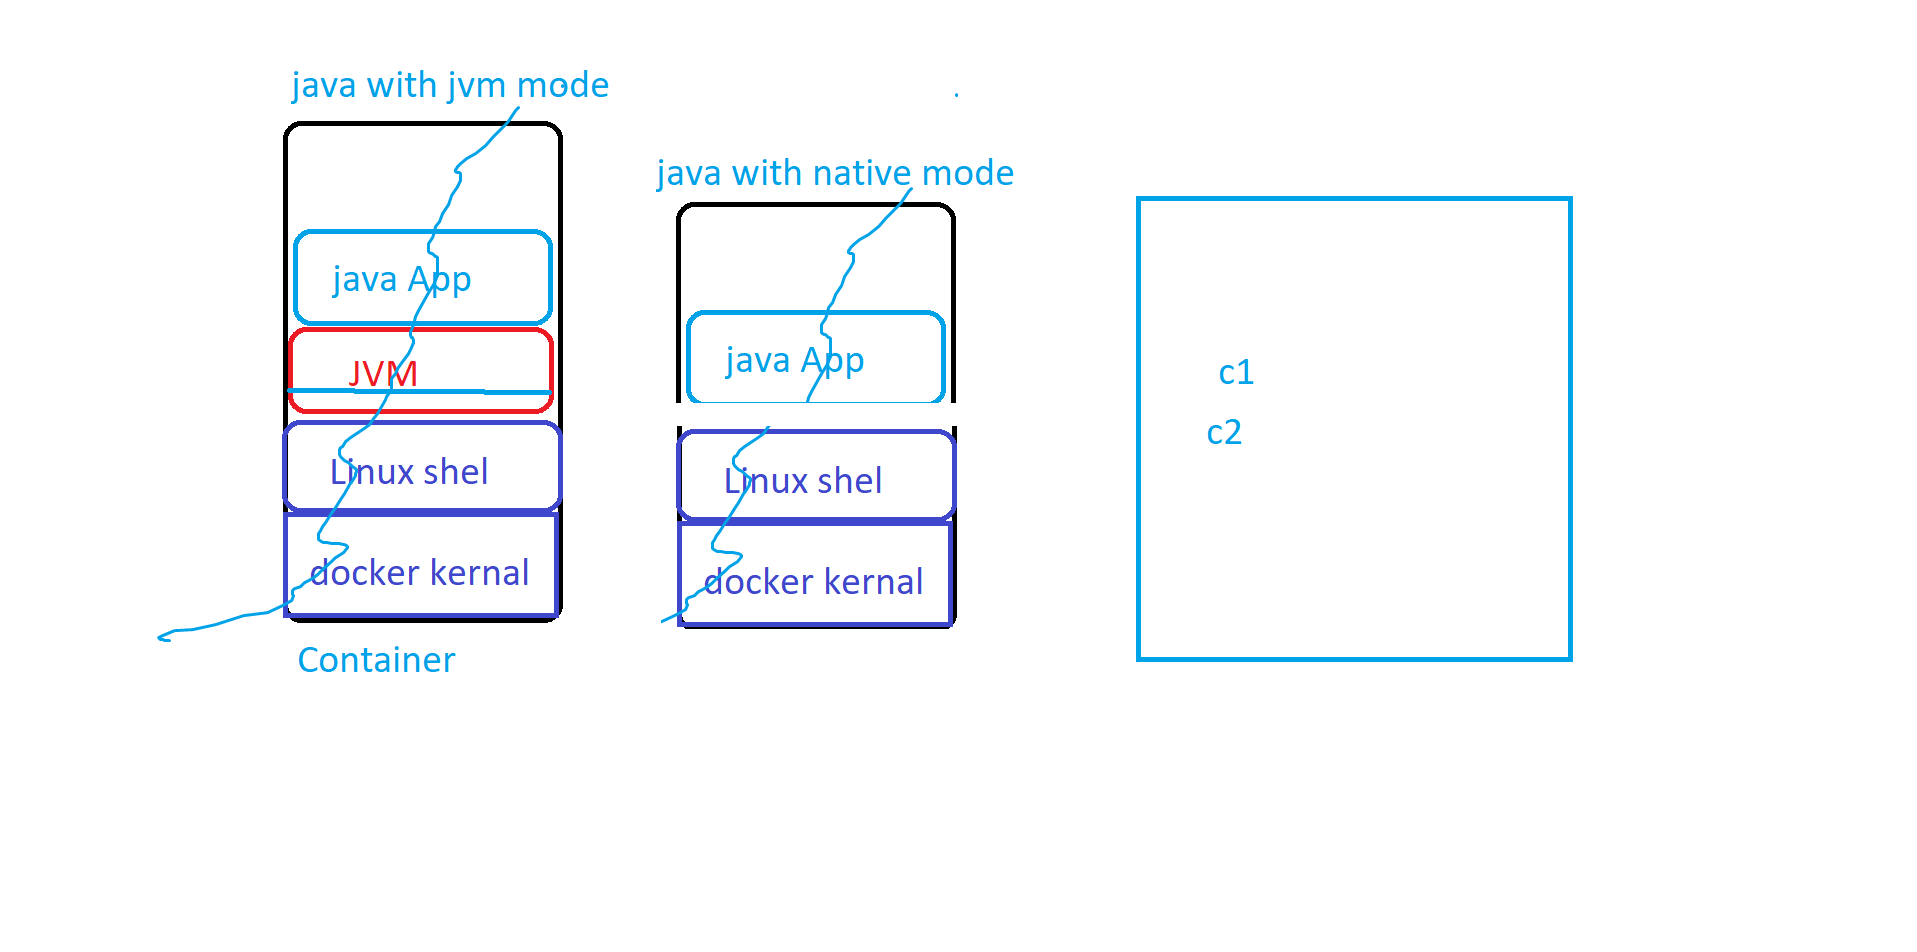 java with jvm mode
java App
JVM
Linux shel
docker kernal
Container
java with native mode
java App
Linux shel
docker kernal
c1
c2